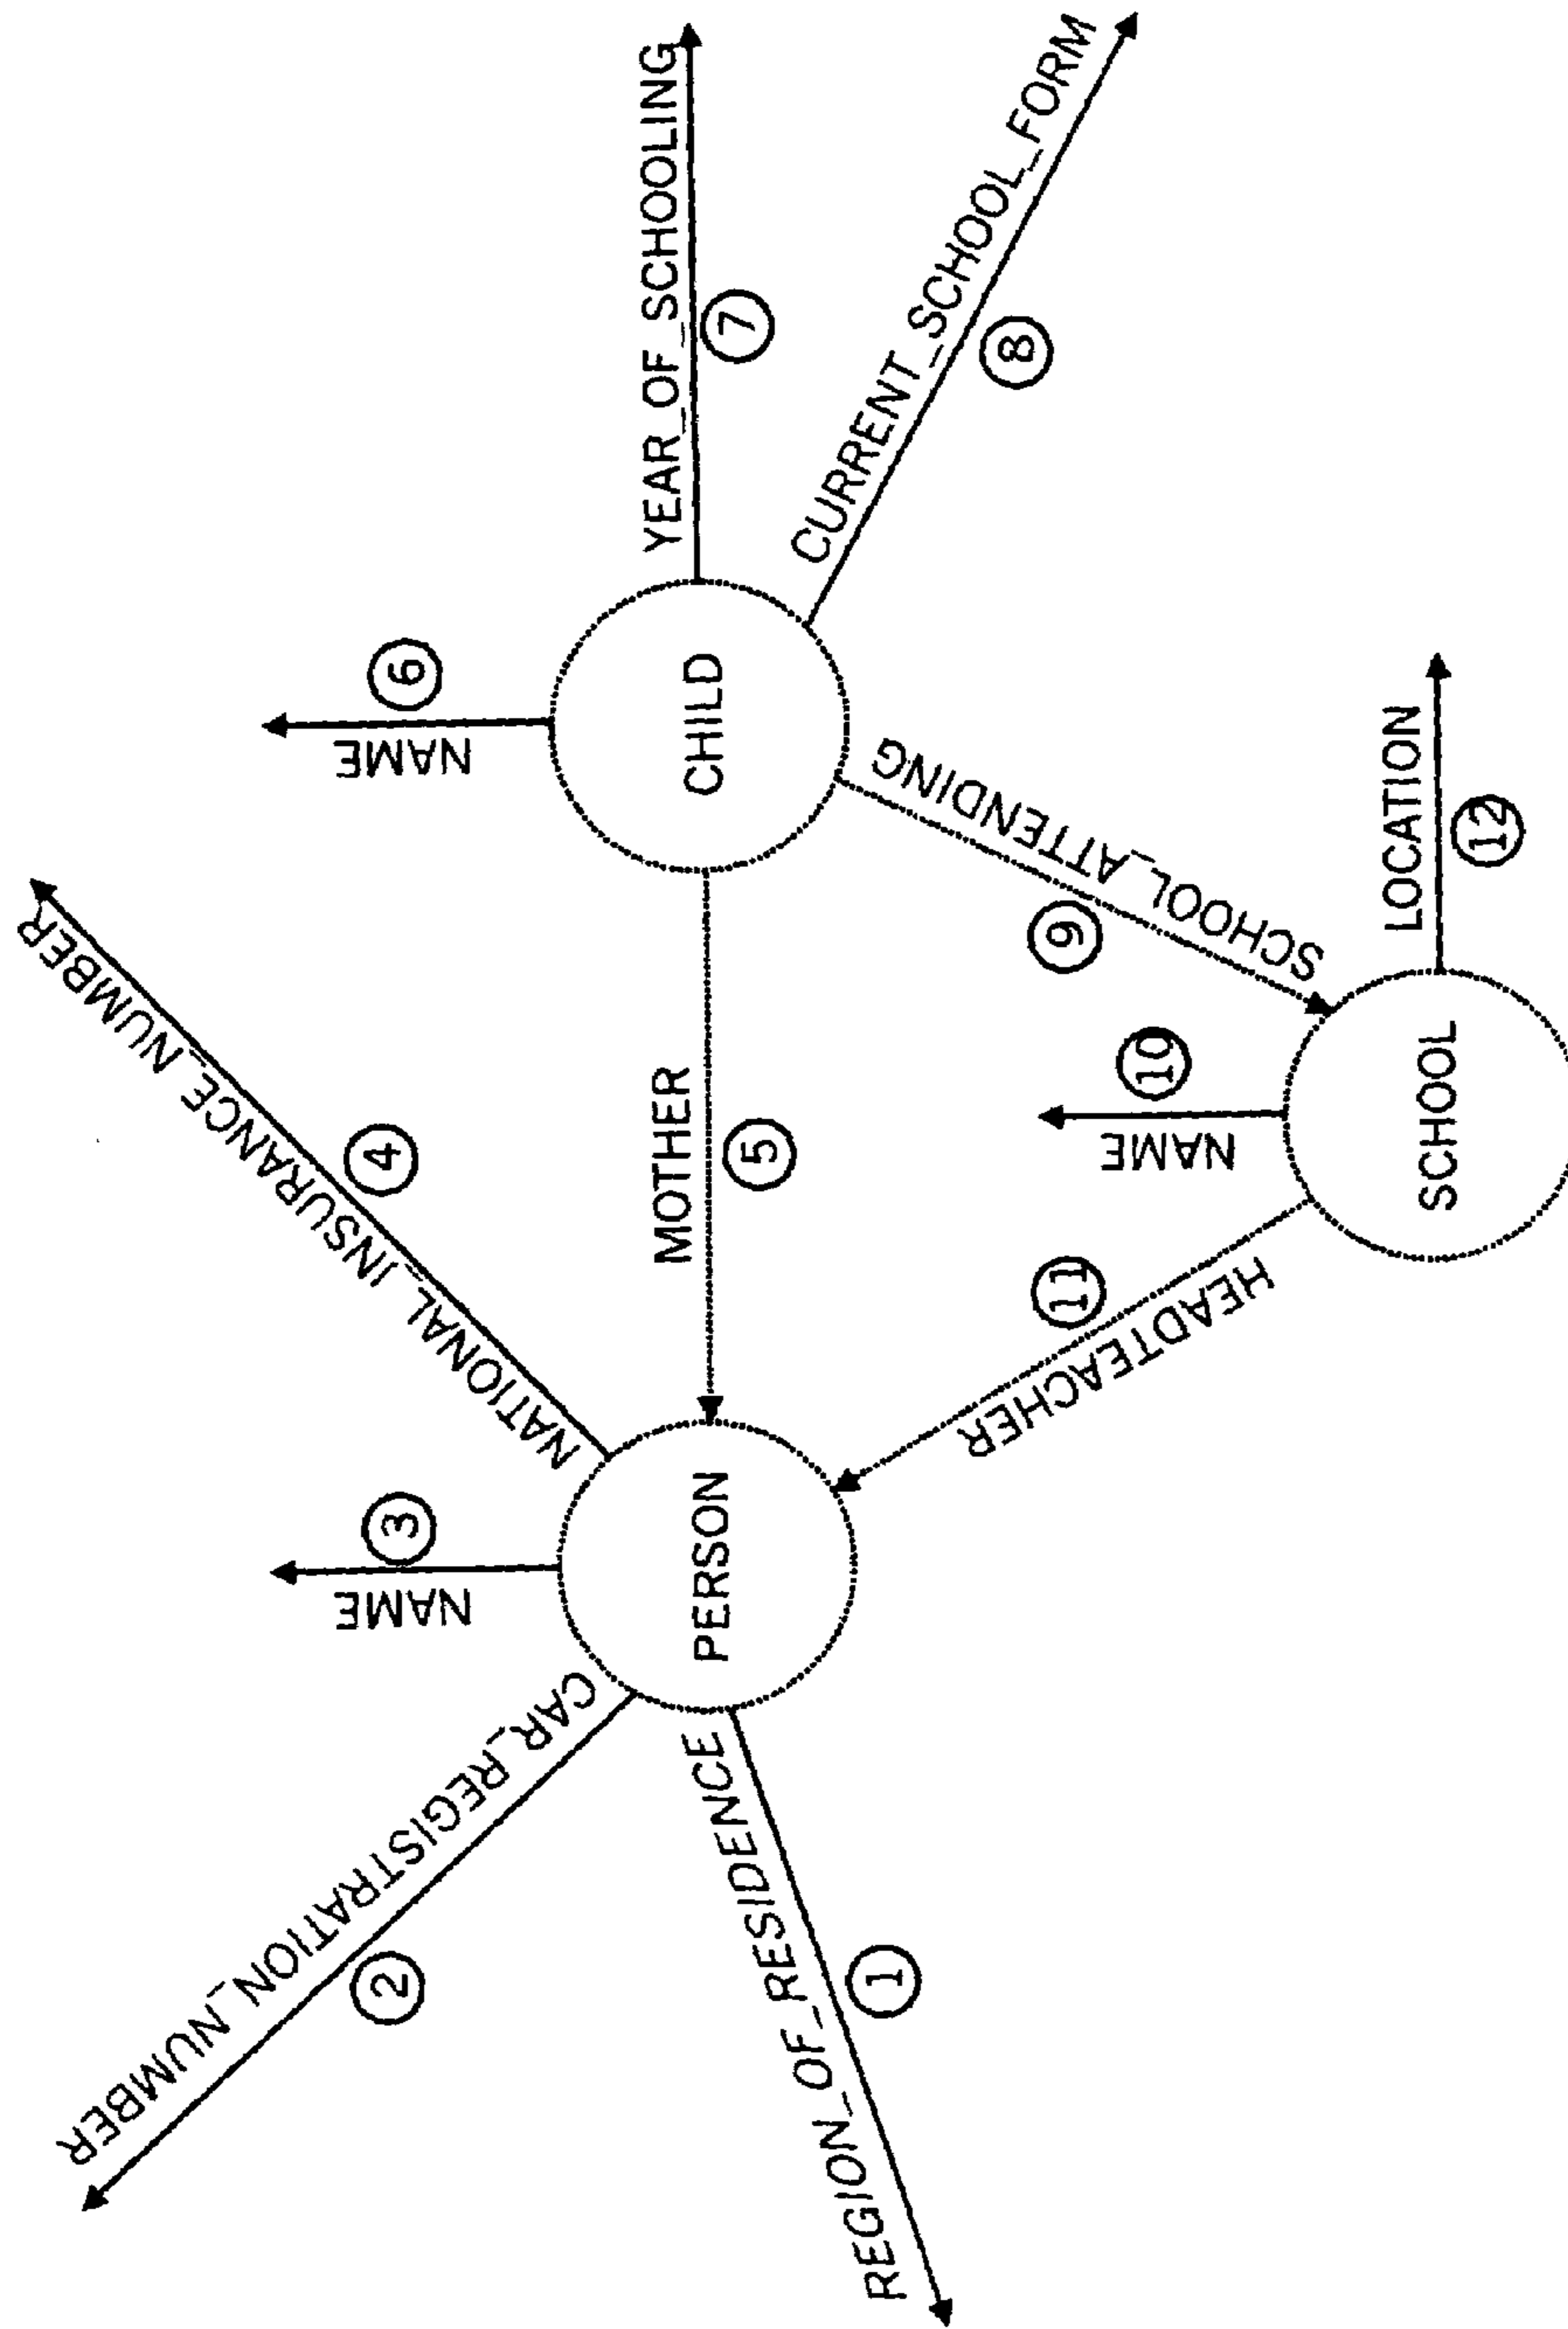 REGION_OF_RESIDENCE
1
CAR_REGISTRATION_NUMBER
2
NAME
3
NATIONAL_INSURANCE_NUMBER
4
PERSON
MOTHER
5
NAME
6
CHILD
YEAR_OF_SCHOOLING
7
CURRENT_SCHOOL_FORM
8
SCHOOL_ATTENDING
9
NAME
10
HEADTEACHER
11
SCHOOL
LOCATION
12